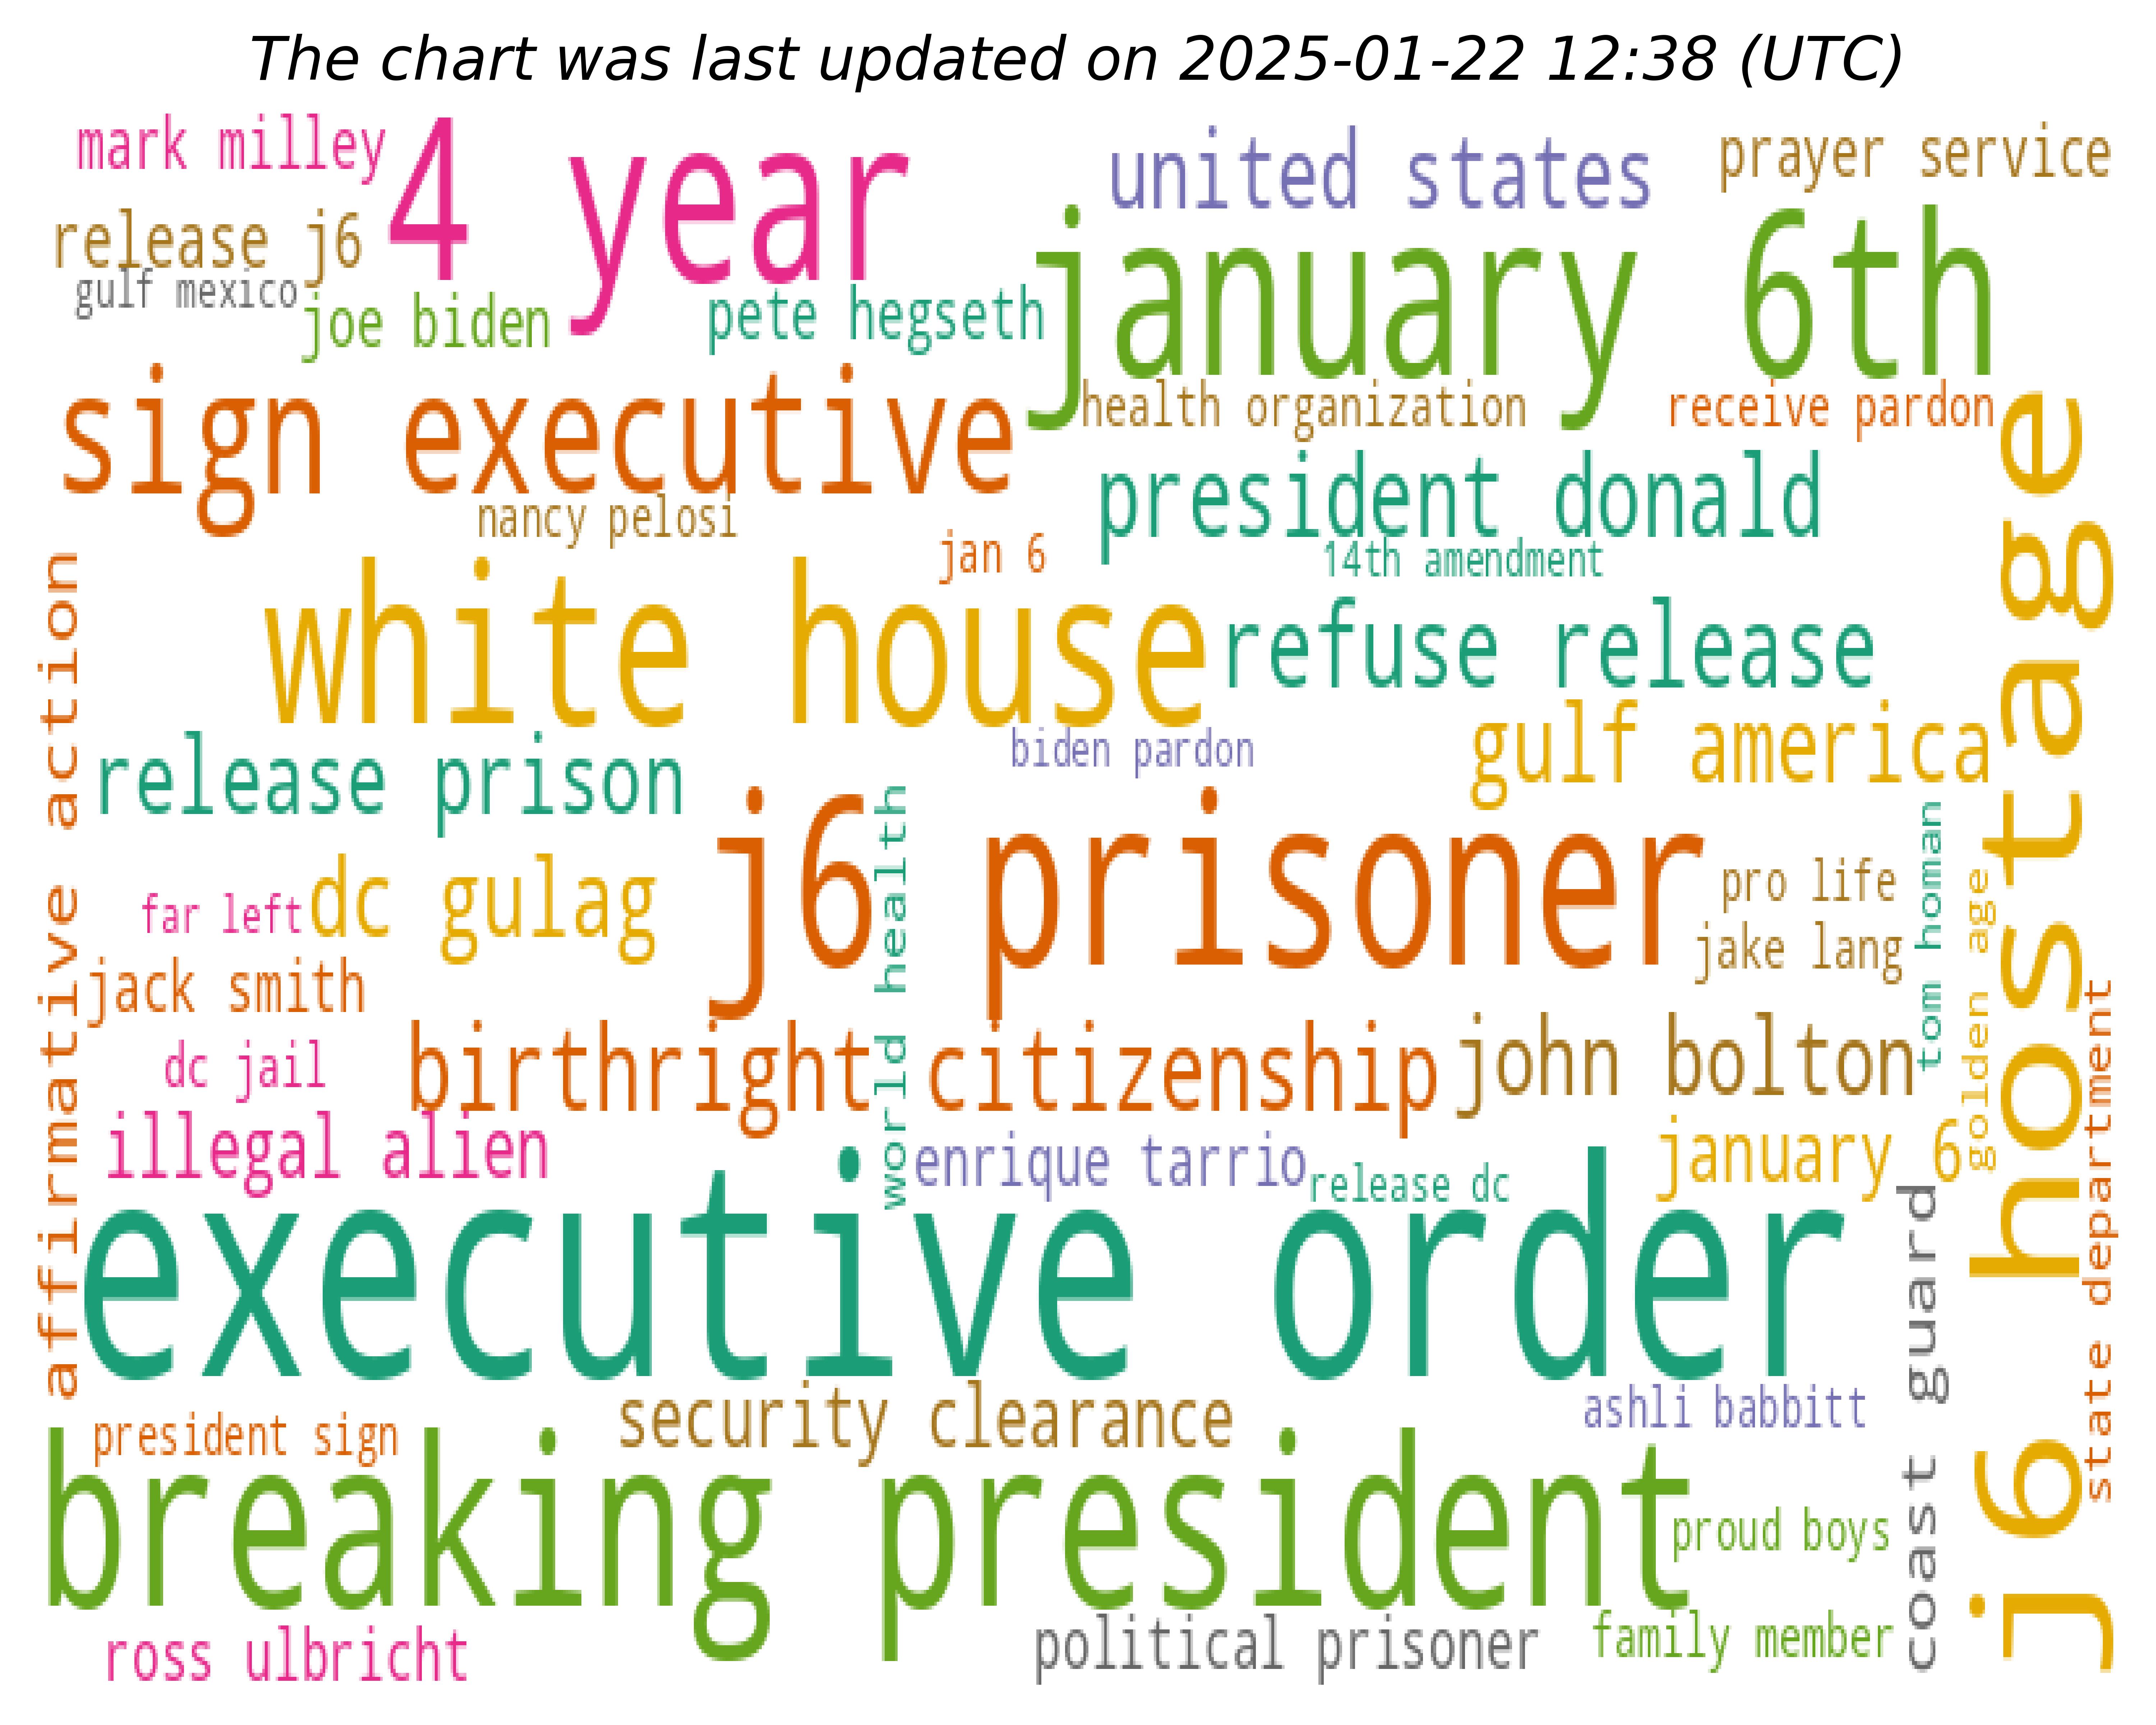 The chart was last updated on 2025-01-22 12:38 (UTC)
mark milley
4 year
united states
prayer service
release j6
january 6th
gulf mexico
joe biden
pete hegseth
sign executive
health organization
receive pardon
president donald
nancy pelosi
jan 6
14th amendment
white house
refuse release
affirmative action
release prison
biden pardon
gulf america
j6 hostage
j6 prisoner
world health
far left
dc gulag
pro life
tom homan
golden age
jake lang
jack smith
birthright citizenship
john bolton
state department
dc jail
illegal alien
enrique tarrio
release dc
january 6
executive order
coast guard
security clearance
ashli babbitt
president sign
breaking president
proud boys
ross ulbricht
political prisoner
family member